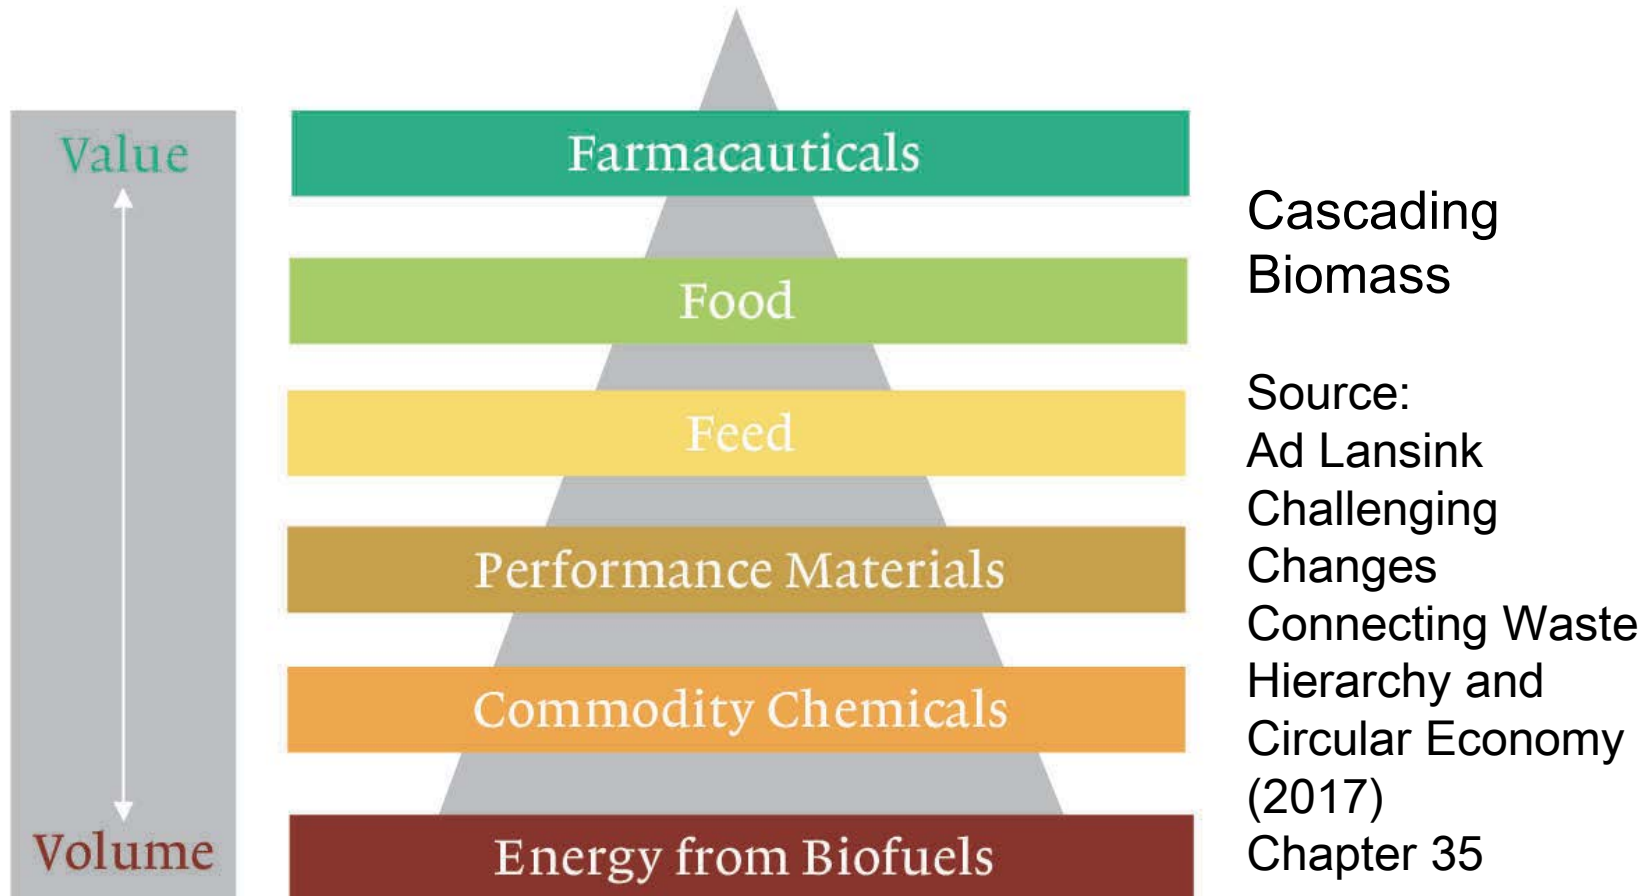 Value
Farmacauticals
Food
Feed
Performance Materials
Commodity Chemicals
Volume
Energy from Biofuels
Cascading
Biomass
Source:
Ad Lansink
Challenging
Changes
Connecting Waste
Hierarchy and
Circular Economy
(2017)
Chapter 35